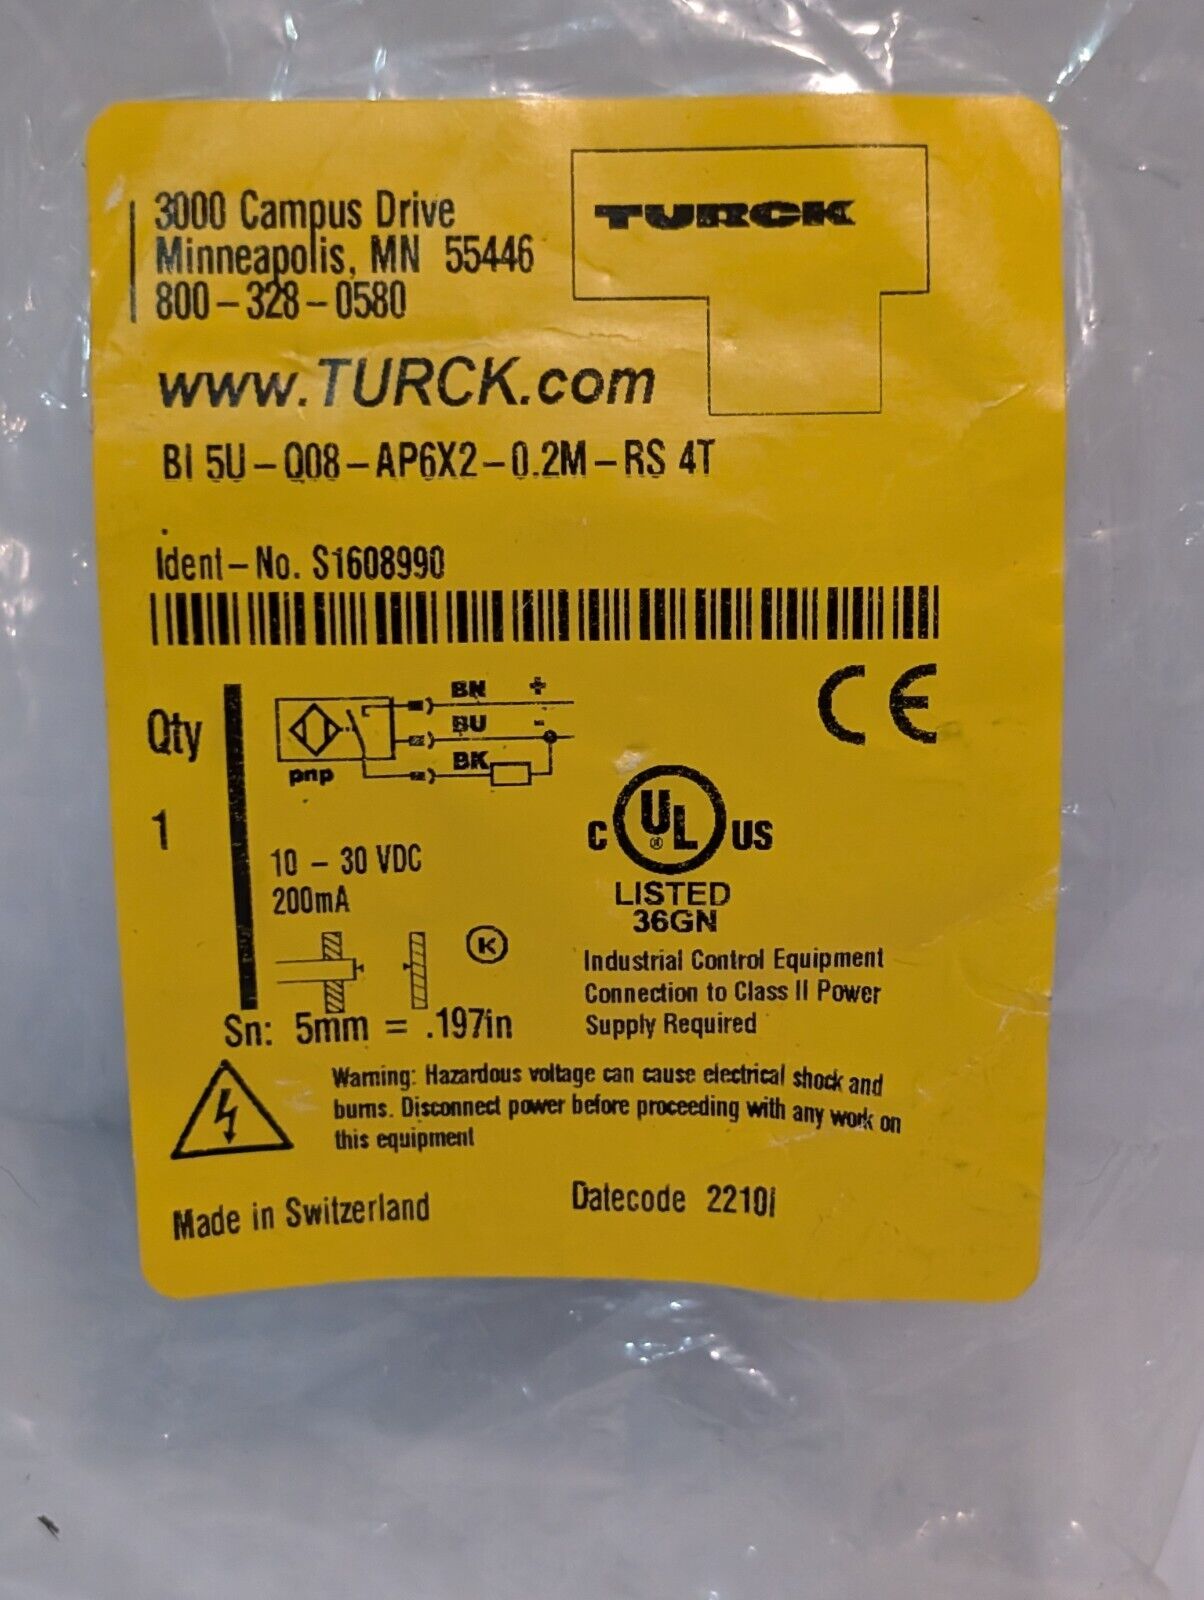 3000 Campus Drive
Minneapolis, MN 55446
800-328-0580
TURCK
www.TURCK.com
BI 5U-Q08-AP6X2-0.2M-RS 4T
.
Ident-No. S1608990
Qty
1
BN +
BU -
BK
pnp
10 - 30 VDC
200mA
K
Sn: 5mm = .197in
CE
C UL ® US
LISTED
36GN
Industrial Control Equipment
Connection to Class II Power
Supply Required
Warning: Hazardous voltage can cause electrical shock and
burns. Disconnect power before proceeding with any work on
this equipment
Made in Switzerland
Datecode 2210i